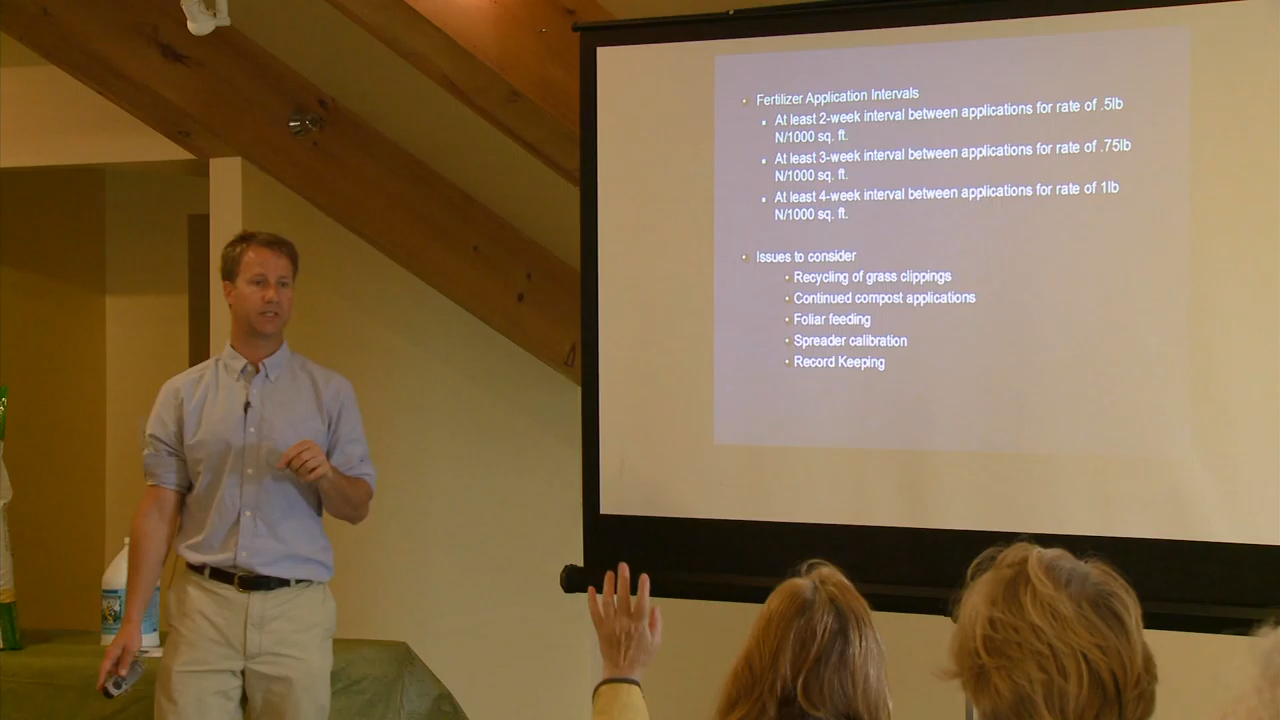 Fertilizer Application Intervals
At least 2-week interval between applications for rate of .5lb
N/1000 sq. ft.
At least 3-week interval between applications for rate of .75lb
N/1000 sq. ft.
At least 4-week interval between applications for rate of 1lb
N/1000 sq. ft.
Issues to consider
Recycling of grass clippings
Continued compost applications
Foliar feeding
Spreader calibration
Record Keeping